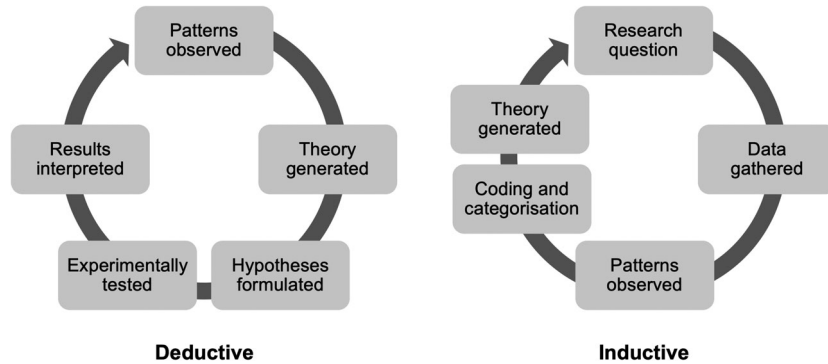 Patterns
observed
Theory
generated
Hypotheses
formulated
Experimentally
tested
Results
interpreted
Deductive
Research
question
Data
gathered
Patterns
observed
Coding and
categorisation
Theory
generated
Inductive